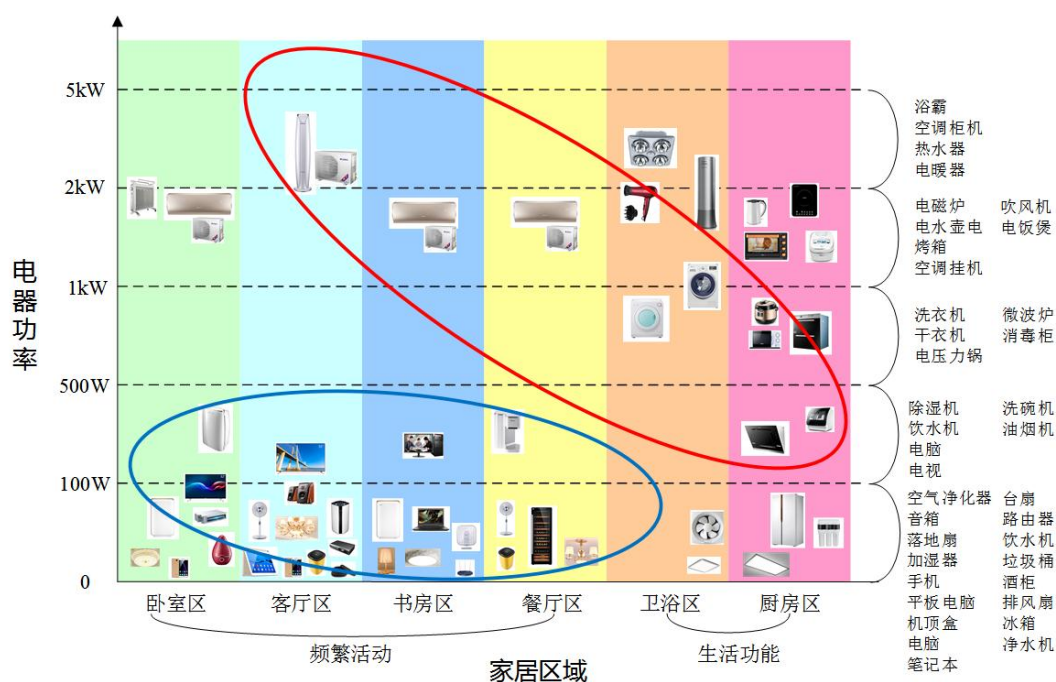 5kW
2kW
1kW
500W
100W
0
电器功率
卧室区
客厅区
书房区
餐厅区
卫浴区
厨房区
频繁活动
生活功能
家居区域
浴霸
空调柜机
热水器
电暖器
电磁炉 吹风机
电水壶电 电饭煲
烤箱
空调挂机
洗衣机 微波炉
干衣机 消毒柜
电压力锅
除湿机 洗碗机
饮水机 油烟机
电脑
电视
空气净化器 台扇
音箱 路由器
落地扇 饮水机
加湿器 垃圾桶
手机 酒柜
平板电脑 排风扇
机顶盒 冰箱
电脑 净水机
笔记本